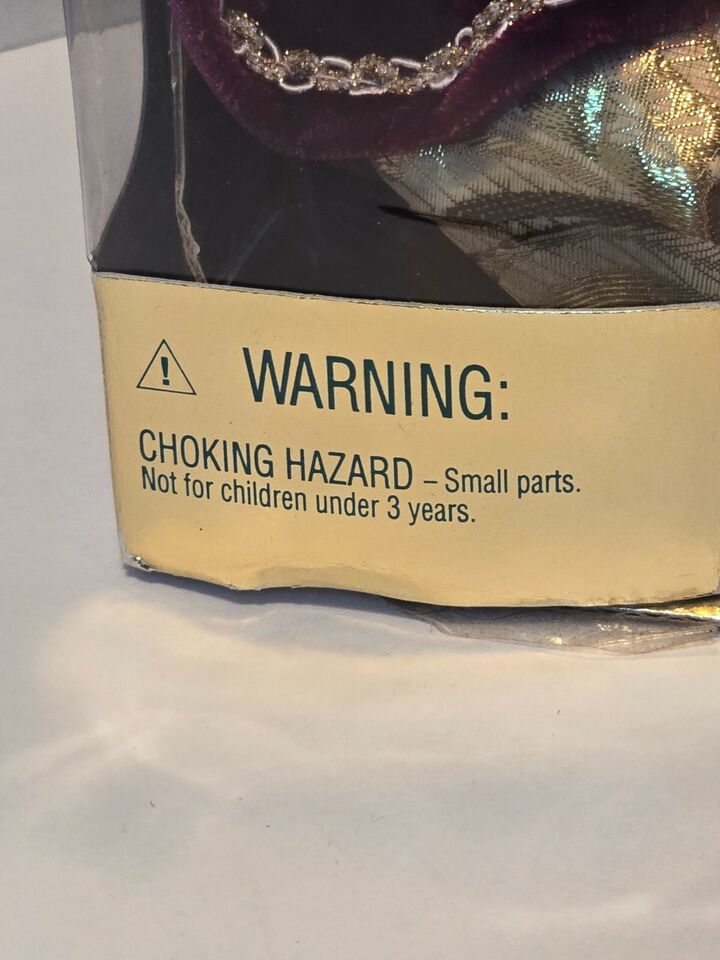 WARNING:
CHOKING HAZARD – Small parts.
Not for children under 3 years.